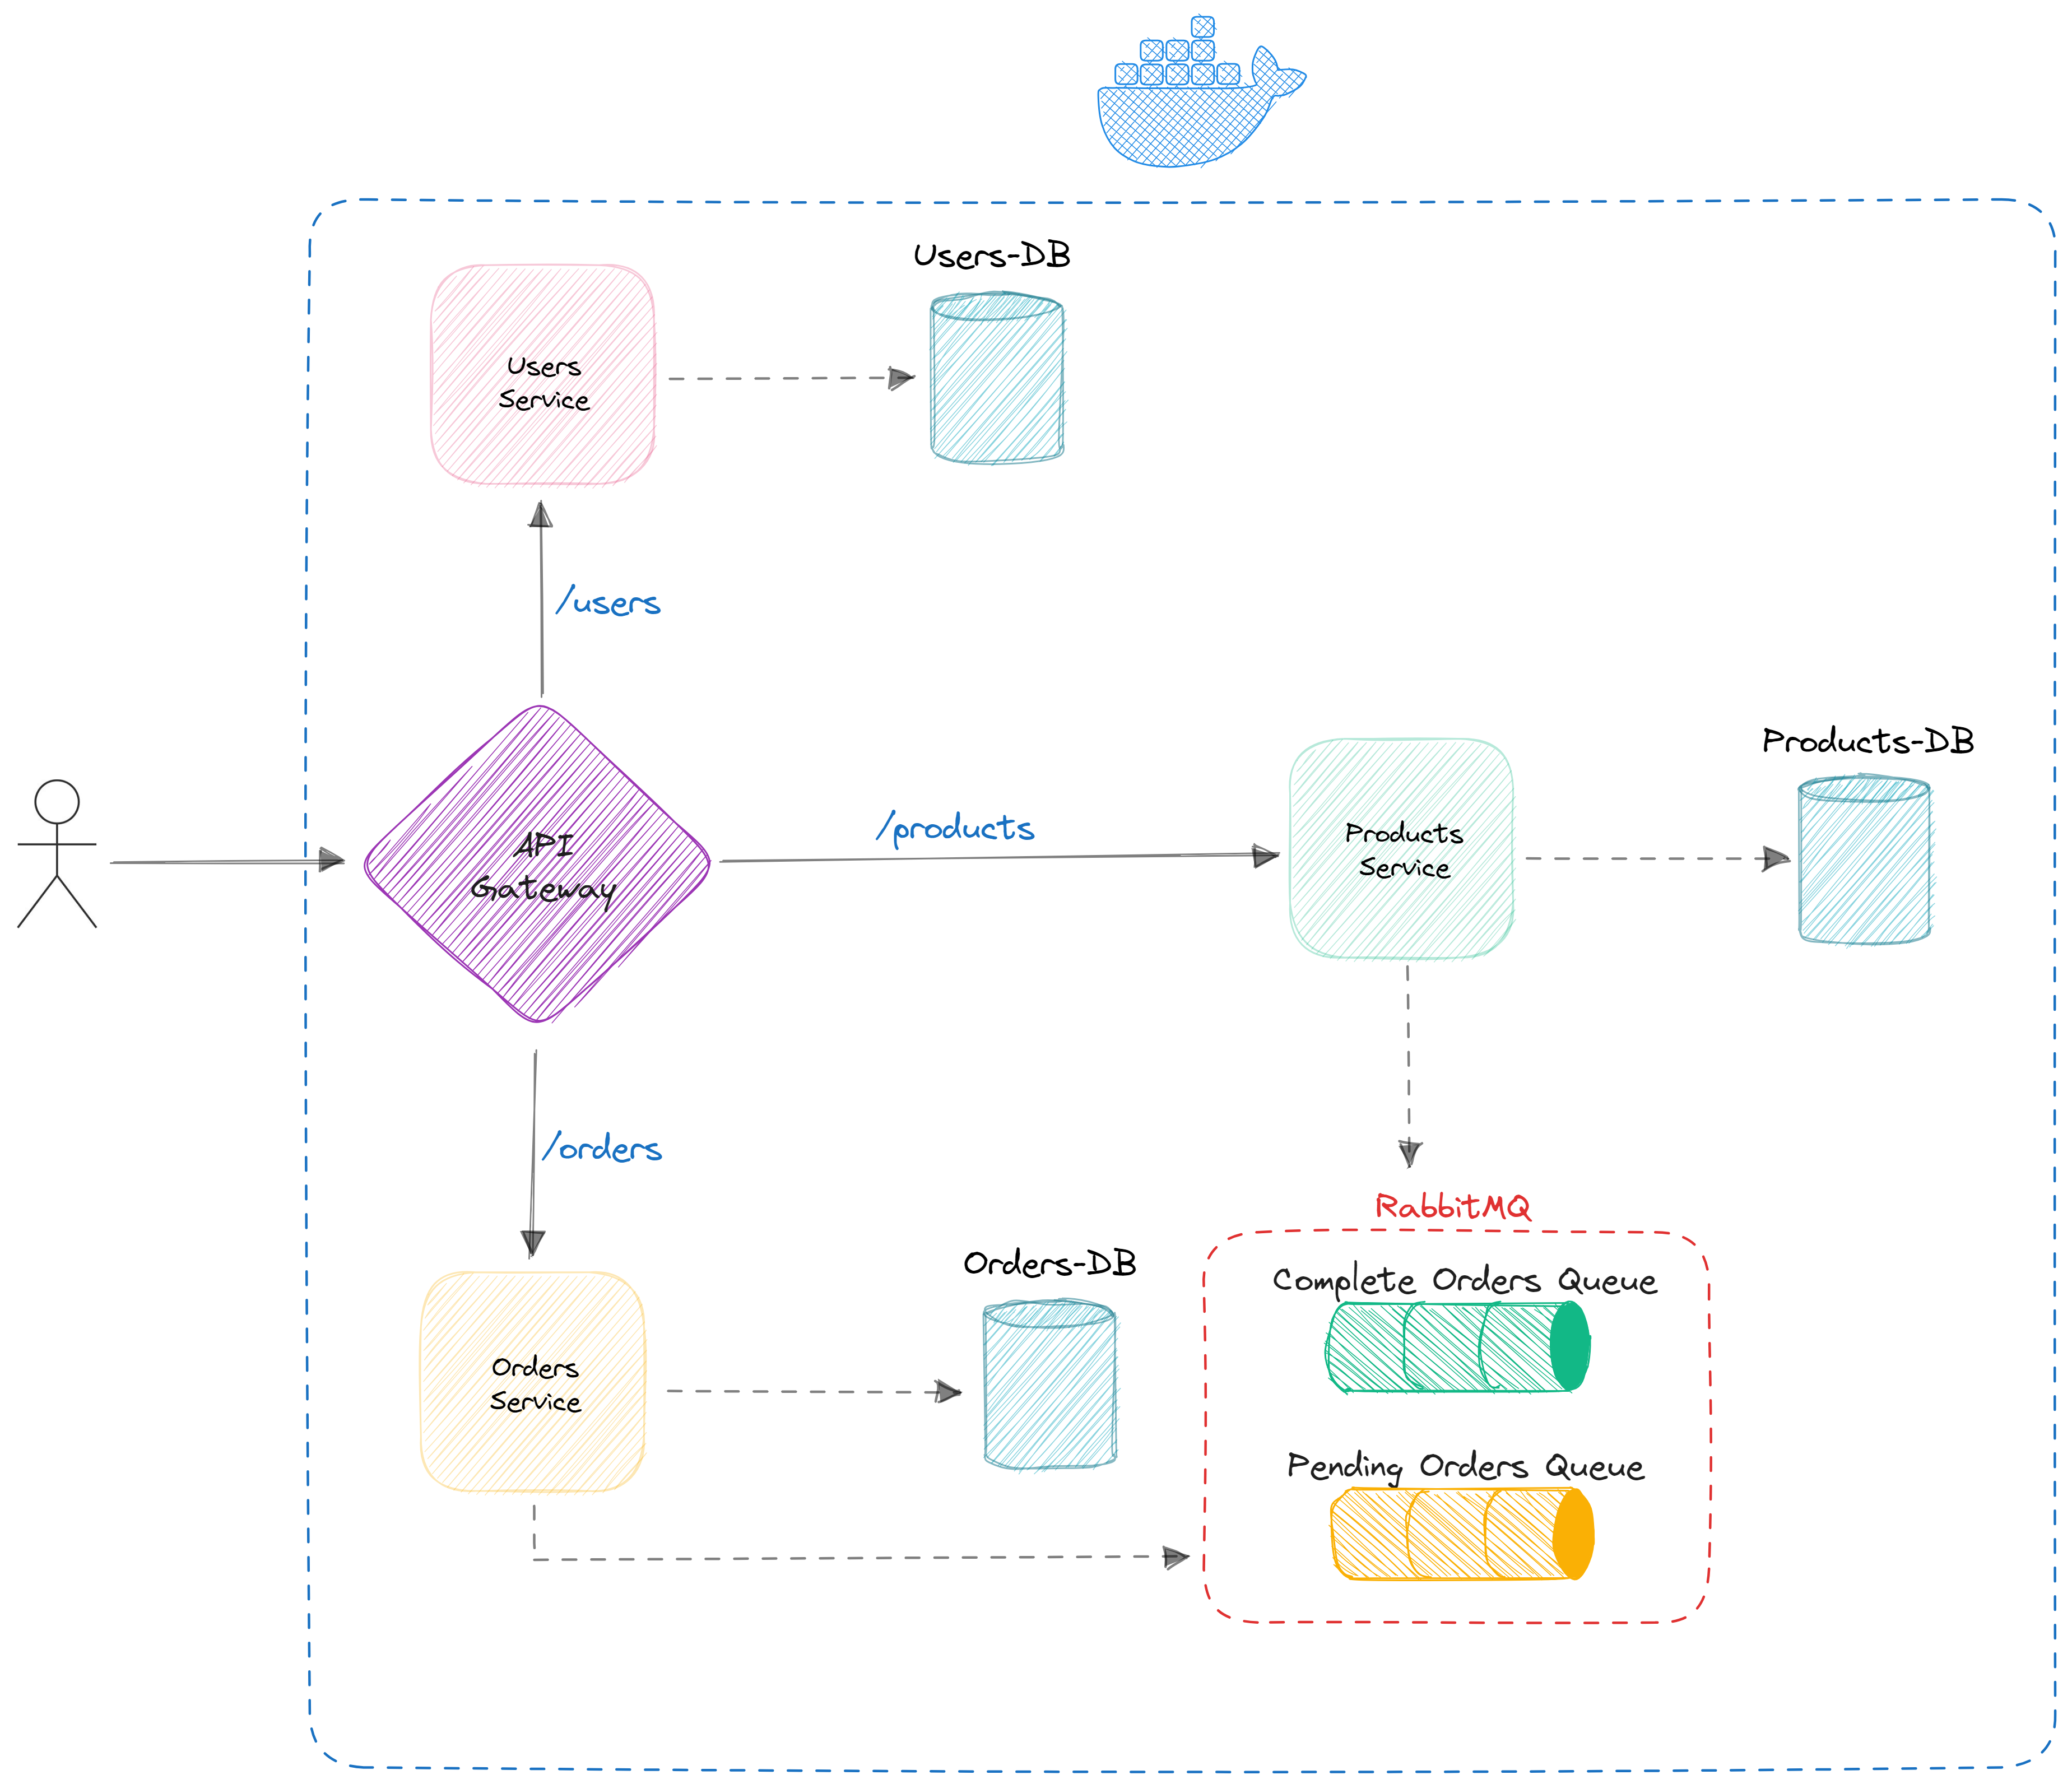 Users-DB
Users
Service
/users
Products-DB
/products
Products
Service
API
Gateway
/orders
RabbitMQ
Orders-DB
Complete Orders Queue
Orders
Service
Pending Orders Queue